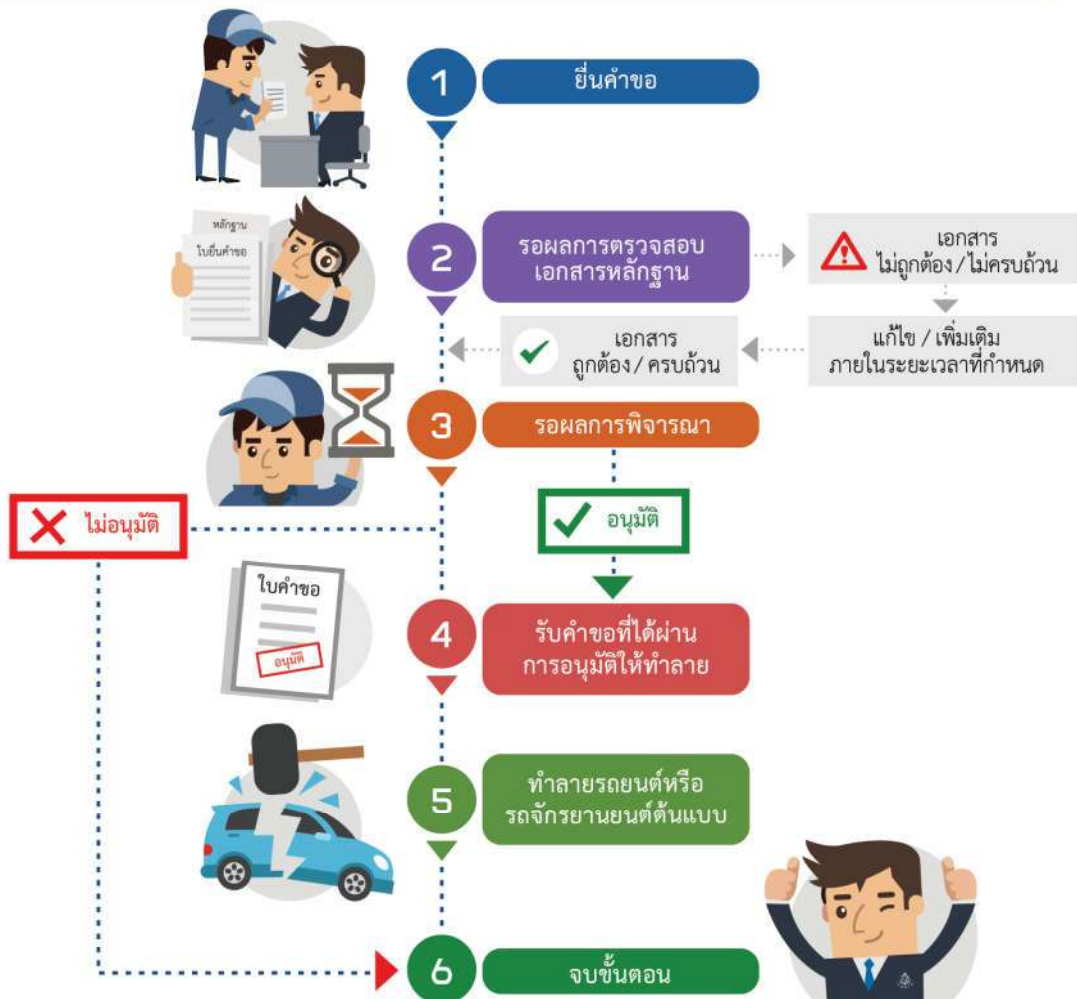 1
ยื่นคำขอ
หลักฐาน
ใบยื่นคำขอ
2
รอผลการตรวจสอบ
เอกสารหลักฐาน
เอกสาร
ไม่ถูกต้อง / ไม่ครบถ้วน
เอกสาร
ถูกต้อง / ครบถ้วน
แก้ไข / เพิ่มเติม
ภายในระยะเวลาที่กำหนด
3
รอผลการพิจารณา
ไม่อนุมัติ
อนุมัติ
ใบคำขอ
อนุมัติ
4
รับคำขอที่ได้ผ่าน
การอนุมัติให้ทำลาย
5
ทำลายรถยนต์หรือ
รถจักรยานยนต์ต้นแบบ
6
จบขั้นตอน